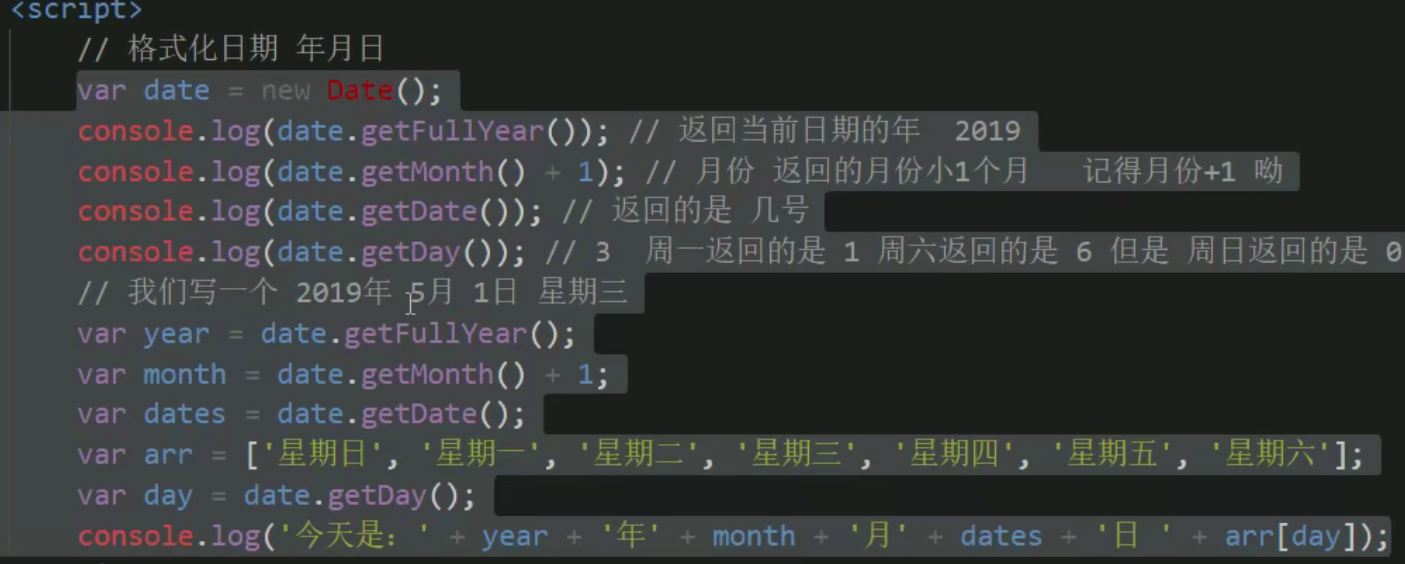 <script>
// 格式化日期 年月日
var date = new Date();
console.log(date.getFullYear()); // 返回当前日期的年  2019
console.log(date.getMonth() + 1); // 月份 返回的月份小1个月   记得月份+1 呦
console.log(date.getDate()); // 返回的是 几号
console.log(date.getDay()); // 3  周一返回的是 1 周六返回的是 6 但是 周日返回的是 0
// 我们写一个 2019年 5月 1日 星期三
var year = date.getFullYear();
var month = date.getMonth() + 1;
var dates = date.getDate();
var arr = ['星期日', '星期一', '星期二', '星期三', '星期四', '星期五', '星期六'];
var day = date.getDay();
console.log('今天是：' + year + '年' + month + '月' + dates + '日 ' + arr[day]);